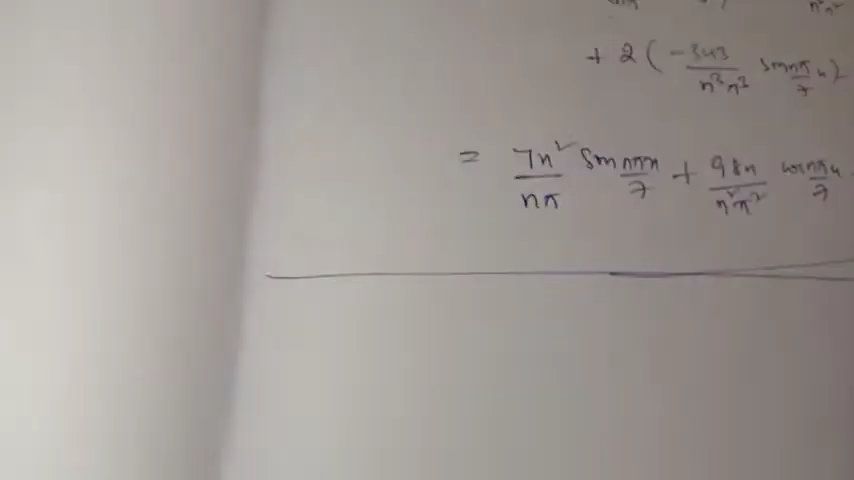 + 2 ( -343/n³π³ sin nπ/7 x )
= 7x²/nπ sin nπx/7 + 98x/n²π² cos nπx/7